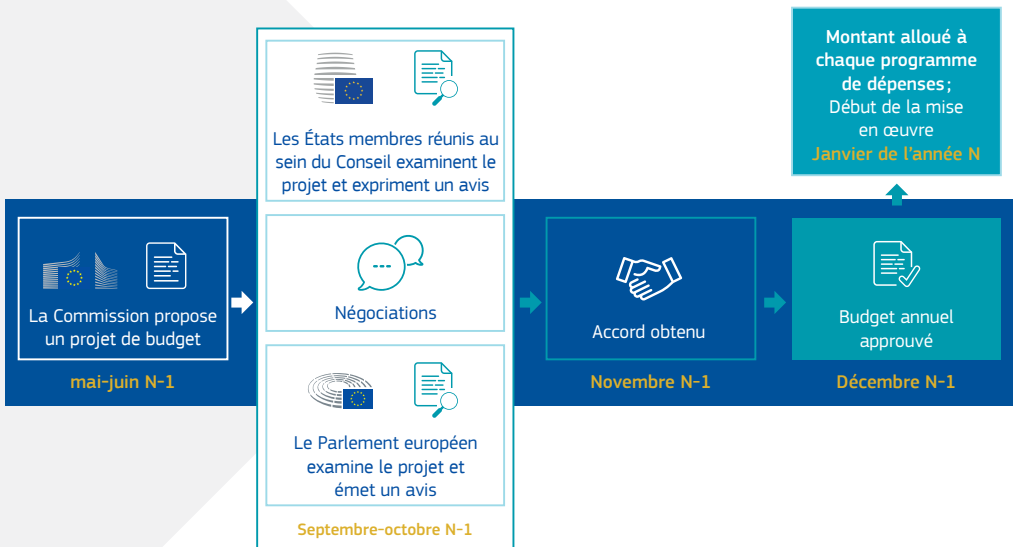 La Commission propose
un projet de budget
mai-juin N-1
Les États membres réunis au
sein du Conseil examinent le
projet et expriment un avis
Négociations
Le Parlement européen
examine le projet et
émet un avis
Septembre-octobre N-1
Accord obtenu
Novembre N-1
Budget annuel
approuvé
Décembre N-1
Montant alloué à
chaque programme
de dépenses;
Début de la mise
en œuvre
Janvier de l'année N